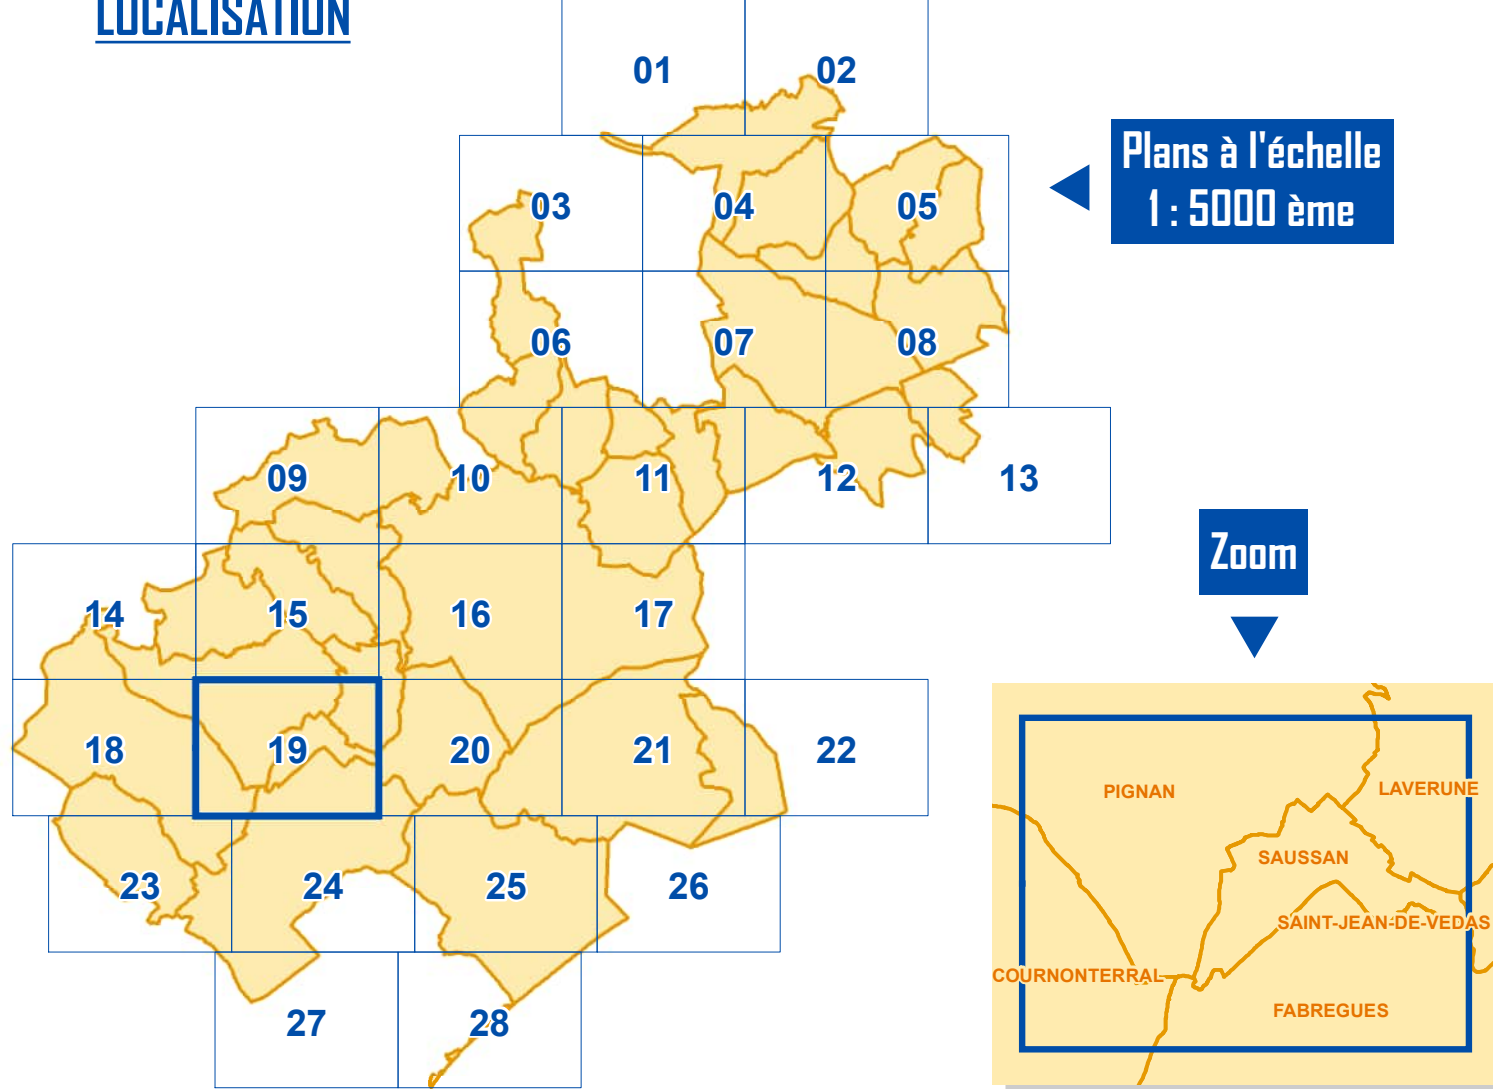 LOCALISATION
01
02
Plans à l'échelle
1 : 5000 ème
03
04
05
06
07
08
09
10
11
12
13
Zoom
14
15
16
17
18
19
20
21
22
PIGNAN
LAVERUNE
SAUSSAN
SAINT-JEAN-DE-VEDAS
COURNONTERRAL
FABREGUES
23
24
25
26
27
28